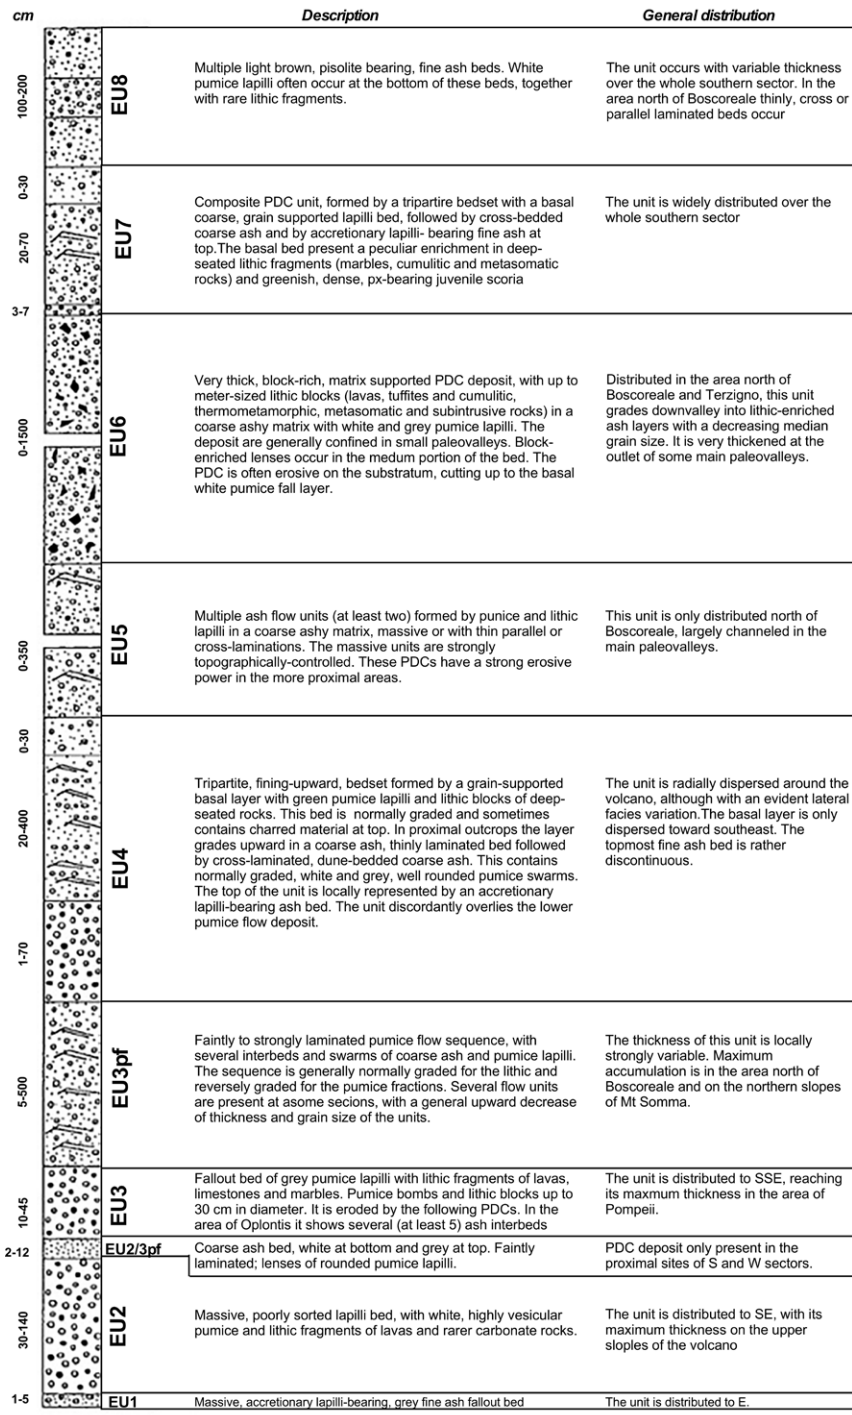 cm
Description
General distribution
100-200
EU8
Multiple light brown, pisolite bearing, fine ash beds. White
pumice lapilli often occur at the bottom of these beds, together
with rare lithic fragments.
The unit occurs with variable thickness
over the whole southern sector. In the
area north of Boscoreale thinly, cross or
parallel laminated beds occur
0-30
20-70
3-7
EU7
Composite PDC unit, formed by a tripartire bedset with a basal
coarse, grain supported lapilli bed, followed by cross-bedded
coarse ash and by accretionary lapilli- bearing fine ash at
top.The basal bed present a peculiar enrichment in deep-
seated lithic fragments (marbles, cumulitic and metasomatic
rocks) and greenish, dense, px-bearing juvenile scoria
The unit is widely distributed over the
whole southern sector
0-1500
EU6
Very thick, block-rich, matrix supported PDC deposit, with up to
meter-sized lithic blocks (lavas, tuffites and cumulitic,
thermometamorphic, metasomatic and subintrusive rocks) in a
coarse ashy matrix with white and grey pumice lapilli. The
deposit are generally confined in small paleovalleys. Block-
enriched lenses occur in the medum portion of the bed. The
PDC is often erosive on the substratum, cutting up to the basal
white pumice fall layer.
Distributed in the area north of
Boscoreale and Terzigno, this unit
grades downvalley into lithic-enriched
ash layers with a decreasing median
grain size. It is very thickened at the
outlet of some main paleovalleys.
0-350
EU5
Multiple ash flow units (at least two) formed by punice and lithic
lapilli in a coarse ashy matrix, massive or with thin parallel or
cross-laminations. The massive units are strongly
topographically-controlled. These PDCs have a strong erosive
power in the more proximal areas.
This unit is only distributed north of
Boscoreale, largely channeled in the
main paleovalleys.
0-30
20-400
1-70
EU4
Tripartite, fining-upward, bedset formed by a grain-supported
basal layer with green pumice lapilli and lithic blocks of deep-
seated rocks. This bed is normally graded and sometimes
contains charred material at top. In proximal outcrops the layer
grades upward in a coarse ash, thinly laminated bed followed
by cross-laminated, dune-bedded coarse ash. This contains
normally graded, white and grey, well rounded pumice swarms.
The top of the unit is locally represented by an accretionary
lapilli-bearing ash bed. The unit discordantly overlies the lower
pumice flow deposit.
The unit is radially dispersed around the
volcano, although with an evident lateral
facies variation.The basal layer is only
dispersed toward southeast. The
topmost fine ash bed is rather
discontinuous.
5-500
EU3pf
Faintly to strongly laminated pumice flow sequence, with
several interbeds and swarms of coarse ash and pumice lapilli.
The sequence is generally normally graded for the lithic and
reversely graded for the pumice fractions. Several flow units
are present at asome secions, with a general upward decrease
of thickness and grain size of the units.
The thickness of this unit is locally
strongly variable. Maximum
accumulation is in the area north of
Boscoreale and on the northern slopes
of Mt Somma.
10-45
EU3
Fallout bed of grey pumice lapilli with lithic fragments of lavas,
limestones and marbles. Pumice bombs and lithic blocks up to
30 cm in diameter. It is eroded by the following PDCs. In the
area of Oplontis it shows several (at least 5) ash interbeds
The unit is distributed to SSE, reaching
its maxmum thickness in the area of
Pompeii.
2-12
EU2/3pf
Coarse ash bed, white at bottom and grey at top. Faintly
laminated; lenses of rounded pumice lapilli.
PDC deposit only present in the
proximal sites of S and W sectors.
30-140
EU2
Massive, poorly sorted lapilli bed, with white, highly vesicular
pumice and lithic fragments of lavas and rarer carbonate rocks.
The unit is distributed to SE, with its
maximum thickness on the upper
sloples of the volcano
1-5
EU1
Massive, accretionary lapilli-bearing, grey fine ash fallout bed
The unit is distributed to E.